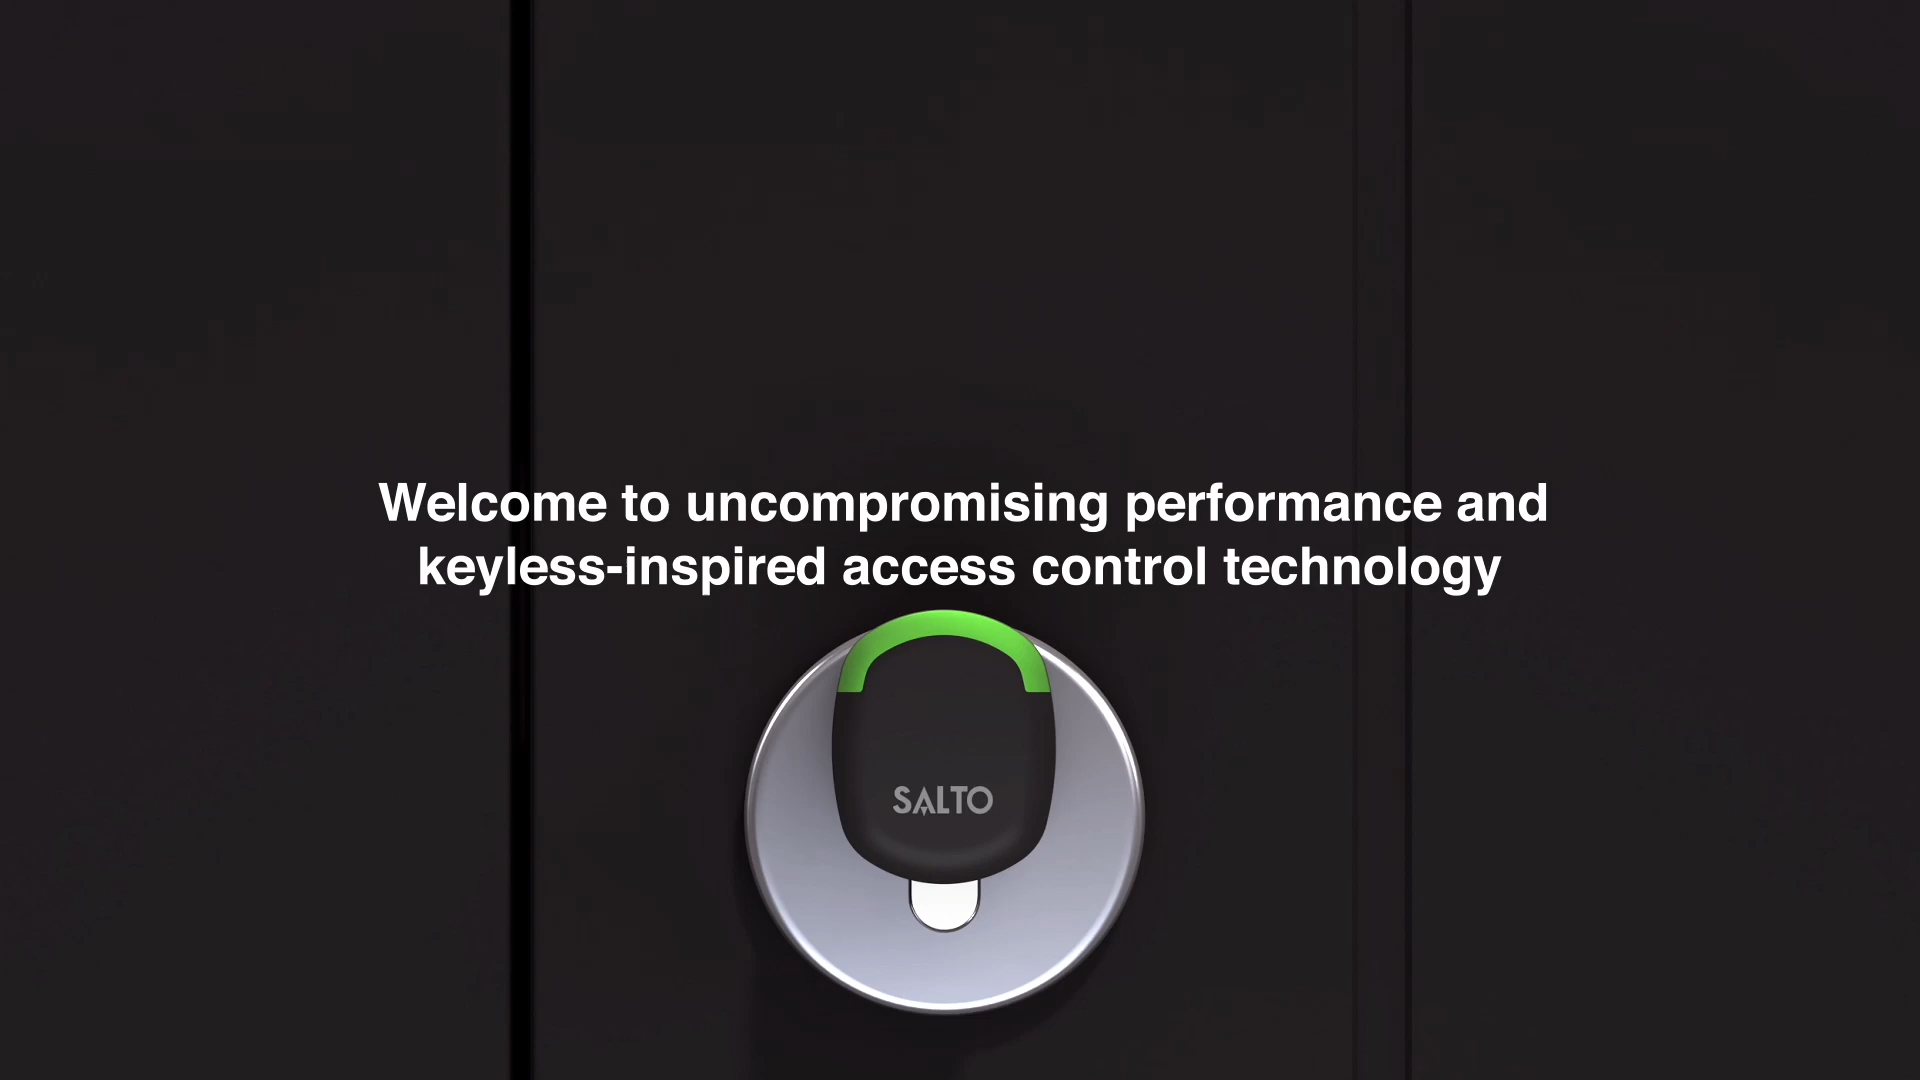 Welcome to uncompromising performance and
keyless-inspired access control technology
SALTO